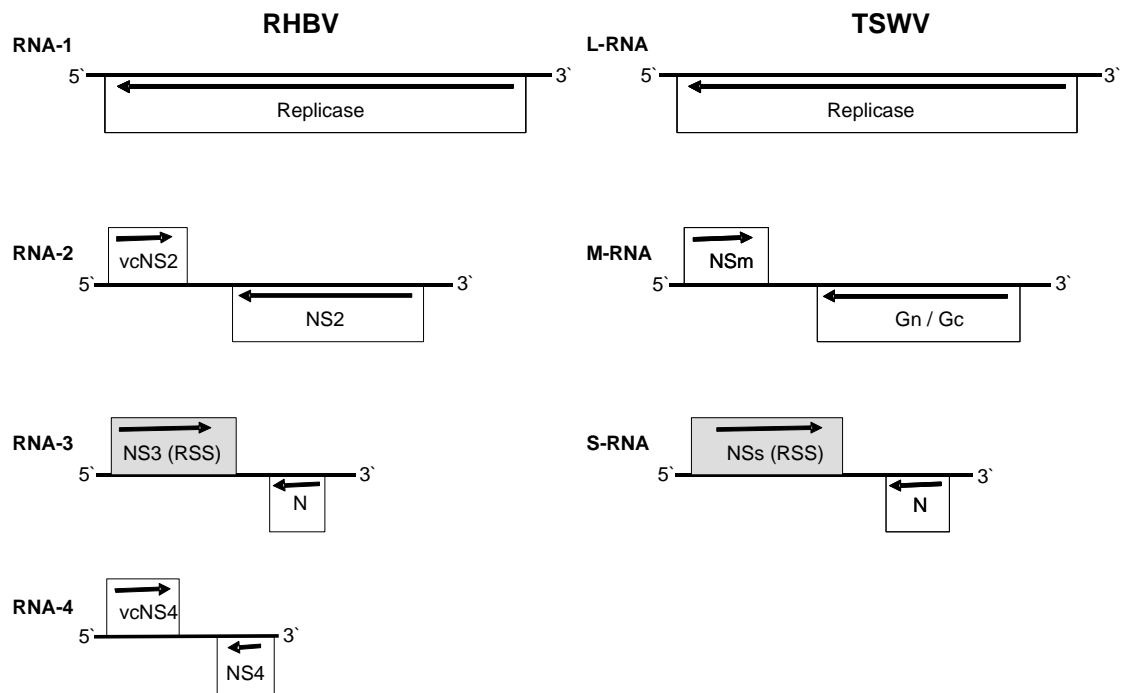 RHBV
TSWV
RNA-1
5` 3`
Replicase
L-RNA
5` 3`
Replicase
RNA-2
vcNS2
5` 3`
NS2
M-RNA
NSm
5` 3`
Gn / Gc
RNA-3
NS3 (RSS)
5` 3`
N
S-RNA
NSs (RSS)
5` 3`
N
RNA-4
vcNS4
5` 3`
NS4